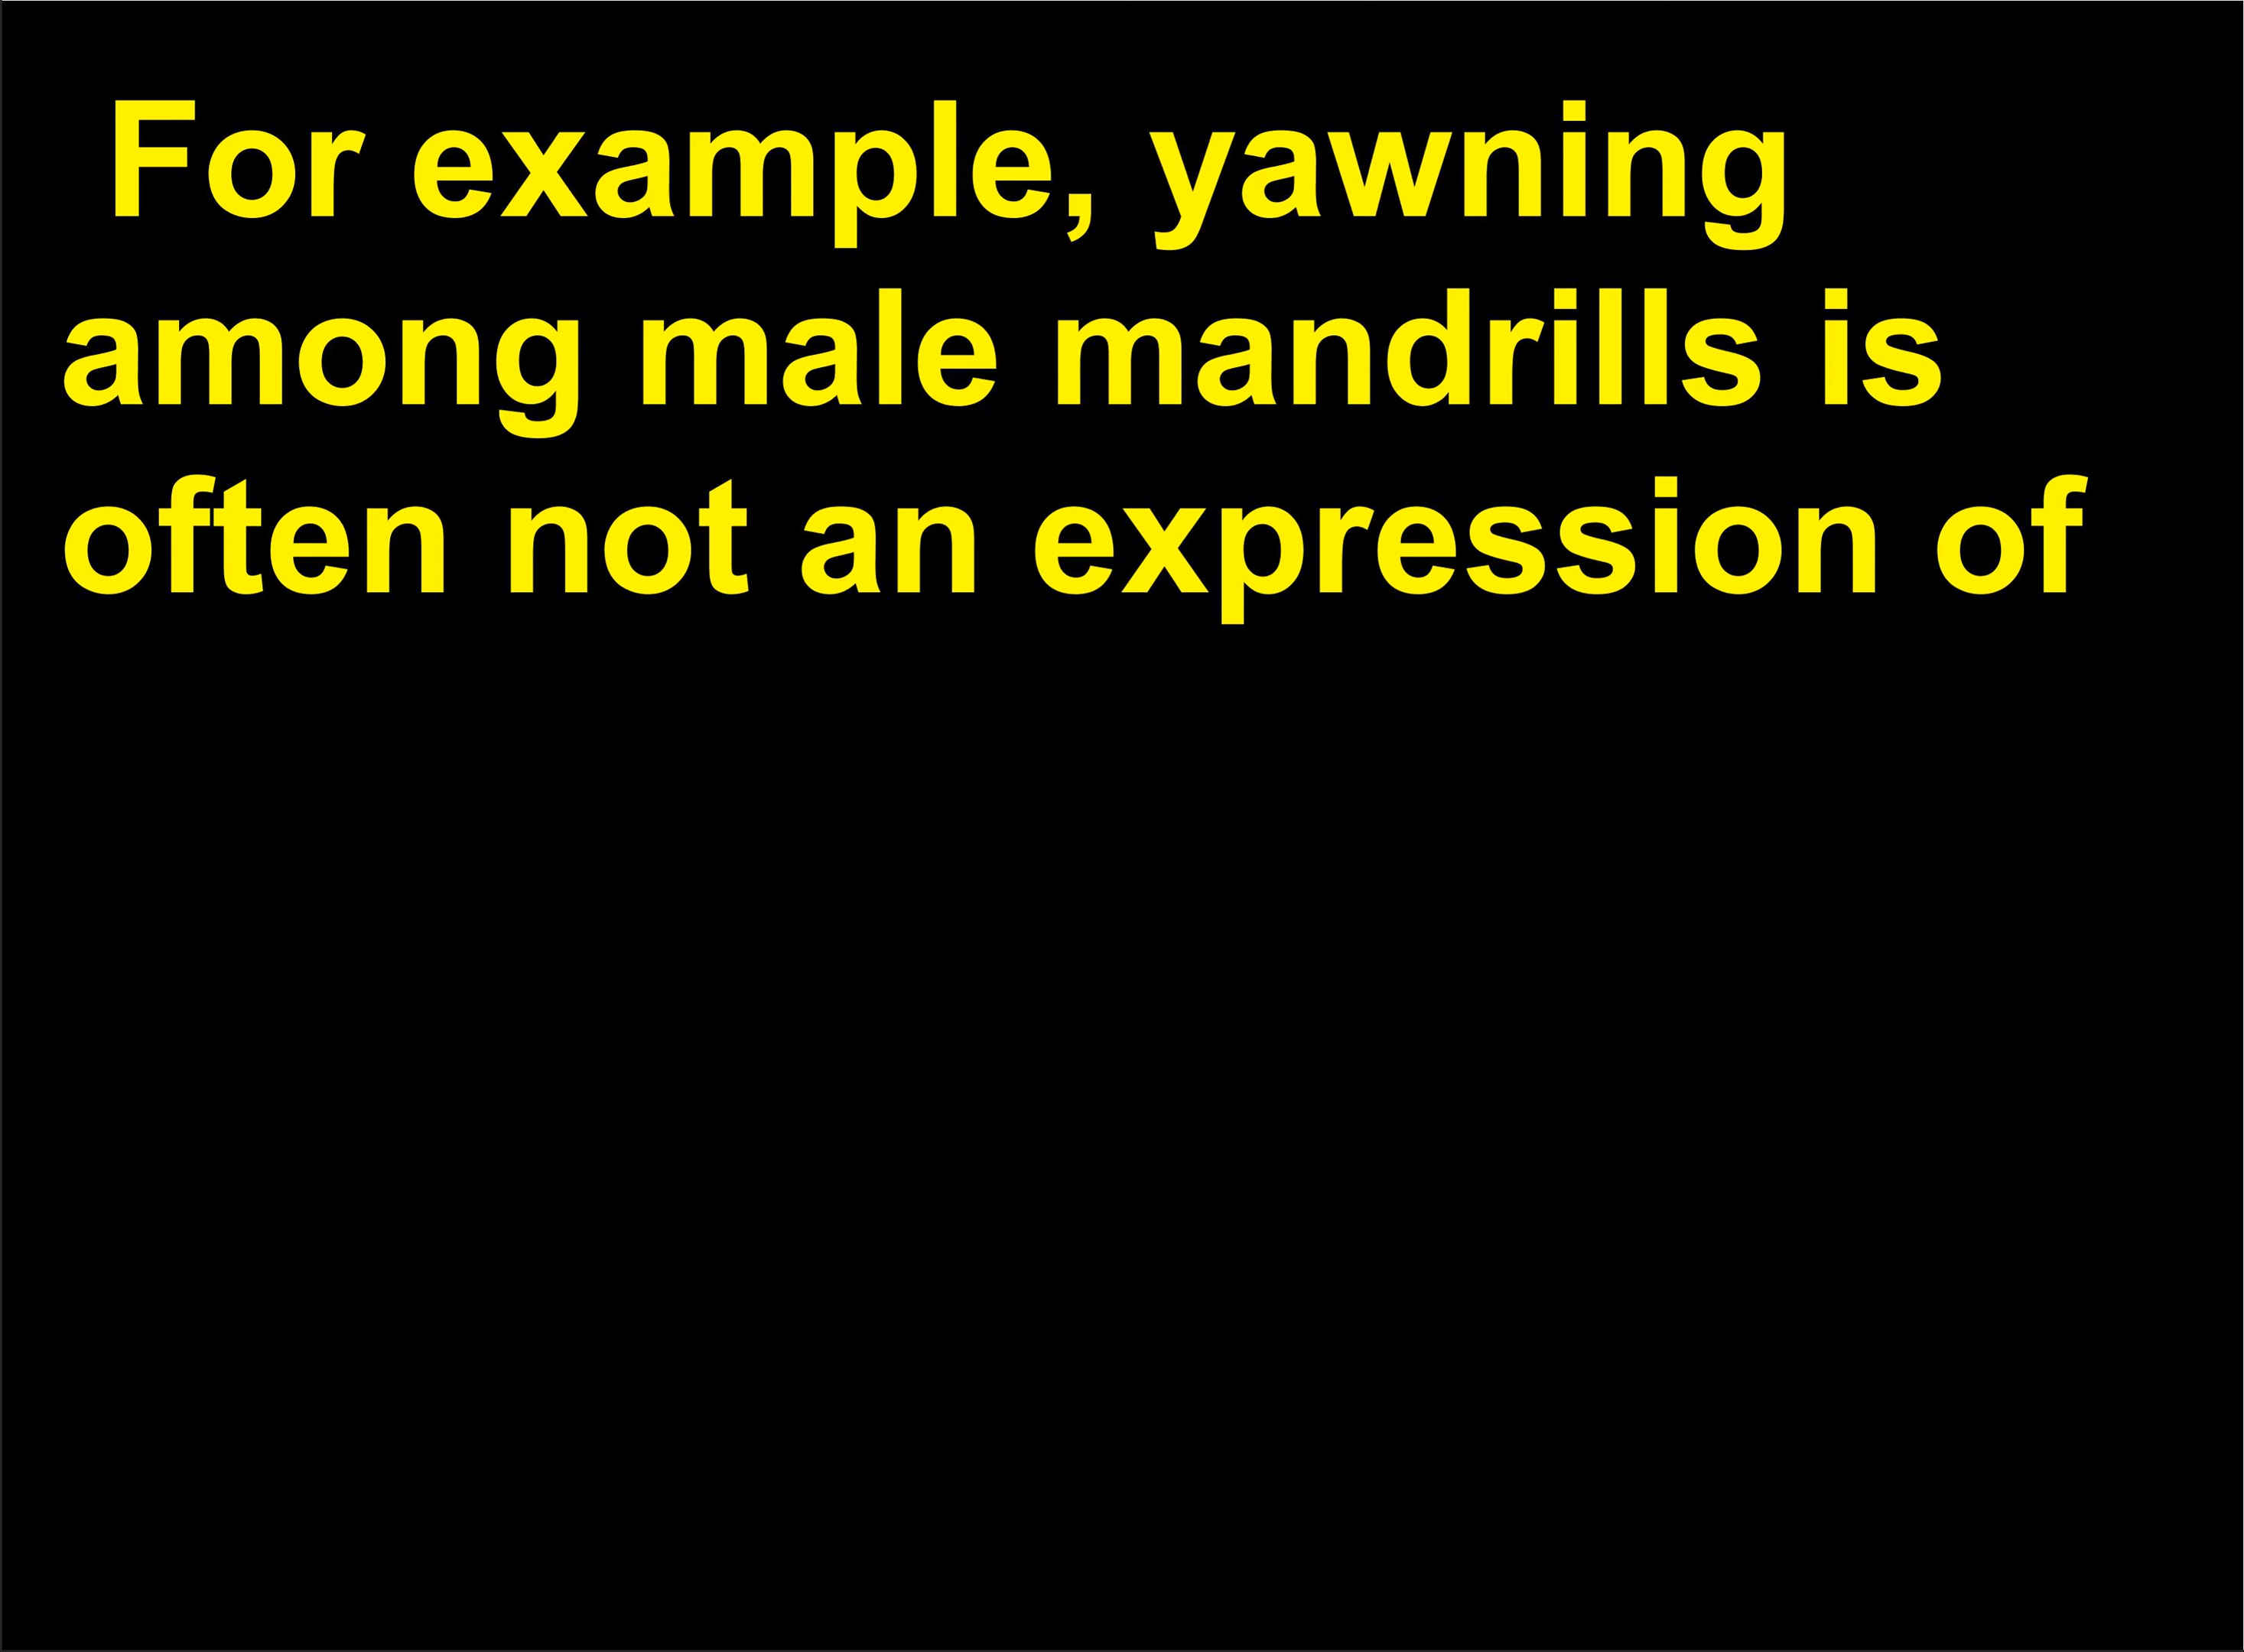 For example, yawning
among male mandrills is
often not an expression of